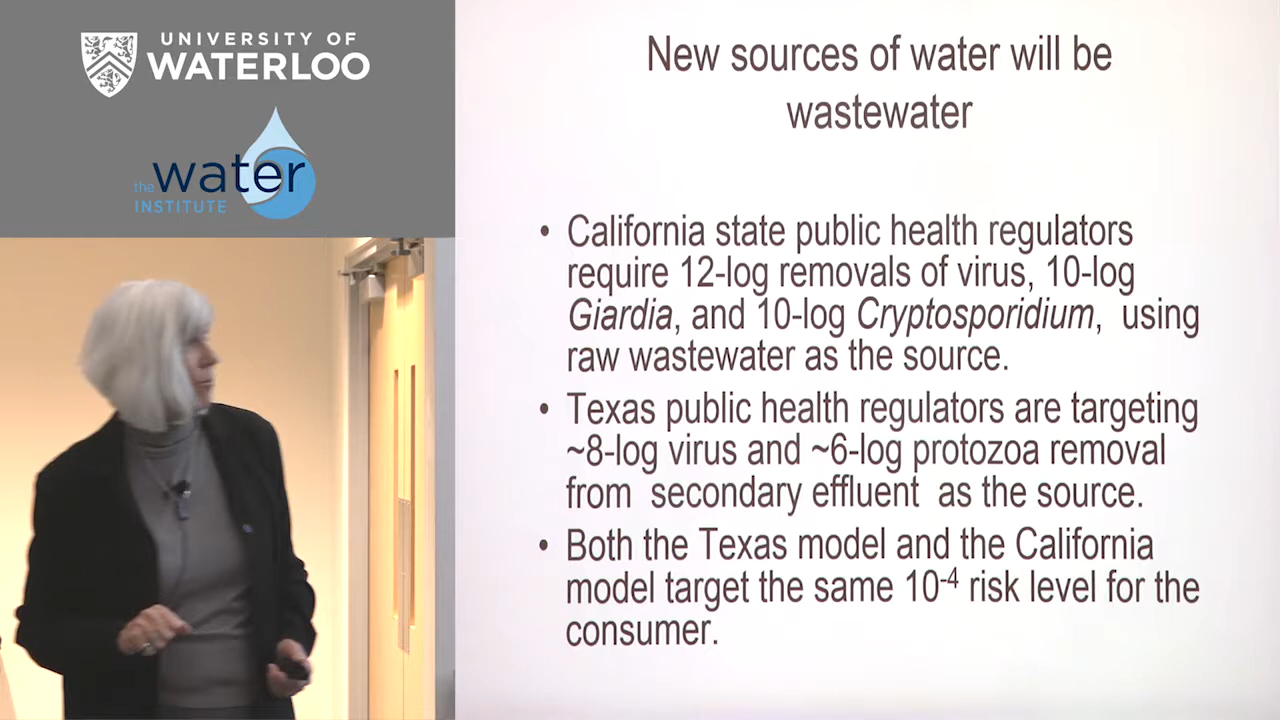 UNIVERSITY OF
WATERLOO
the water
INSTITUTE
New sources of water will be
wastewater
• California state public health regulators
require 12-log removals of virus, 10-log
Giardia, and 10-log Cryptosporidium, using
raw wastewater as the source.
• Texas public health regulators are targeting
~8-log virus and ~6-log protozoa removal
from secondary effluent as the source.
• Both the Texas model and the California
model target the same 10-4 risk level for the
consumer.